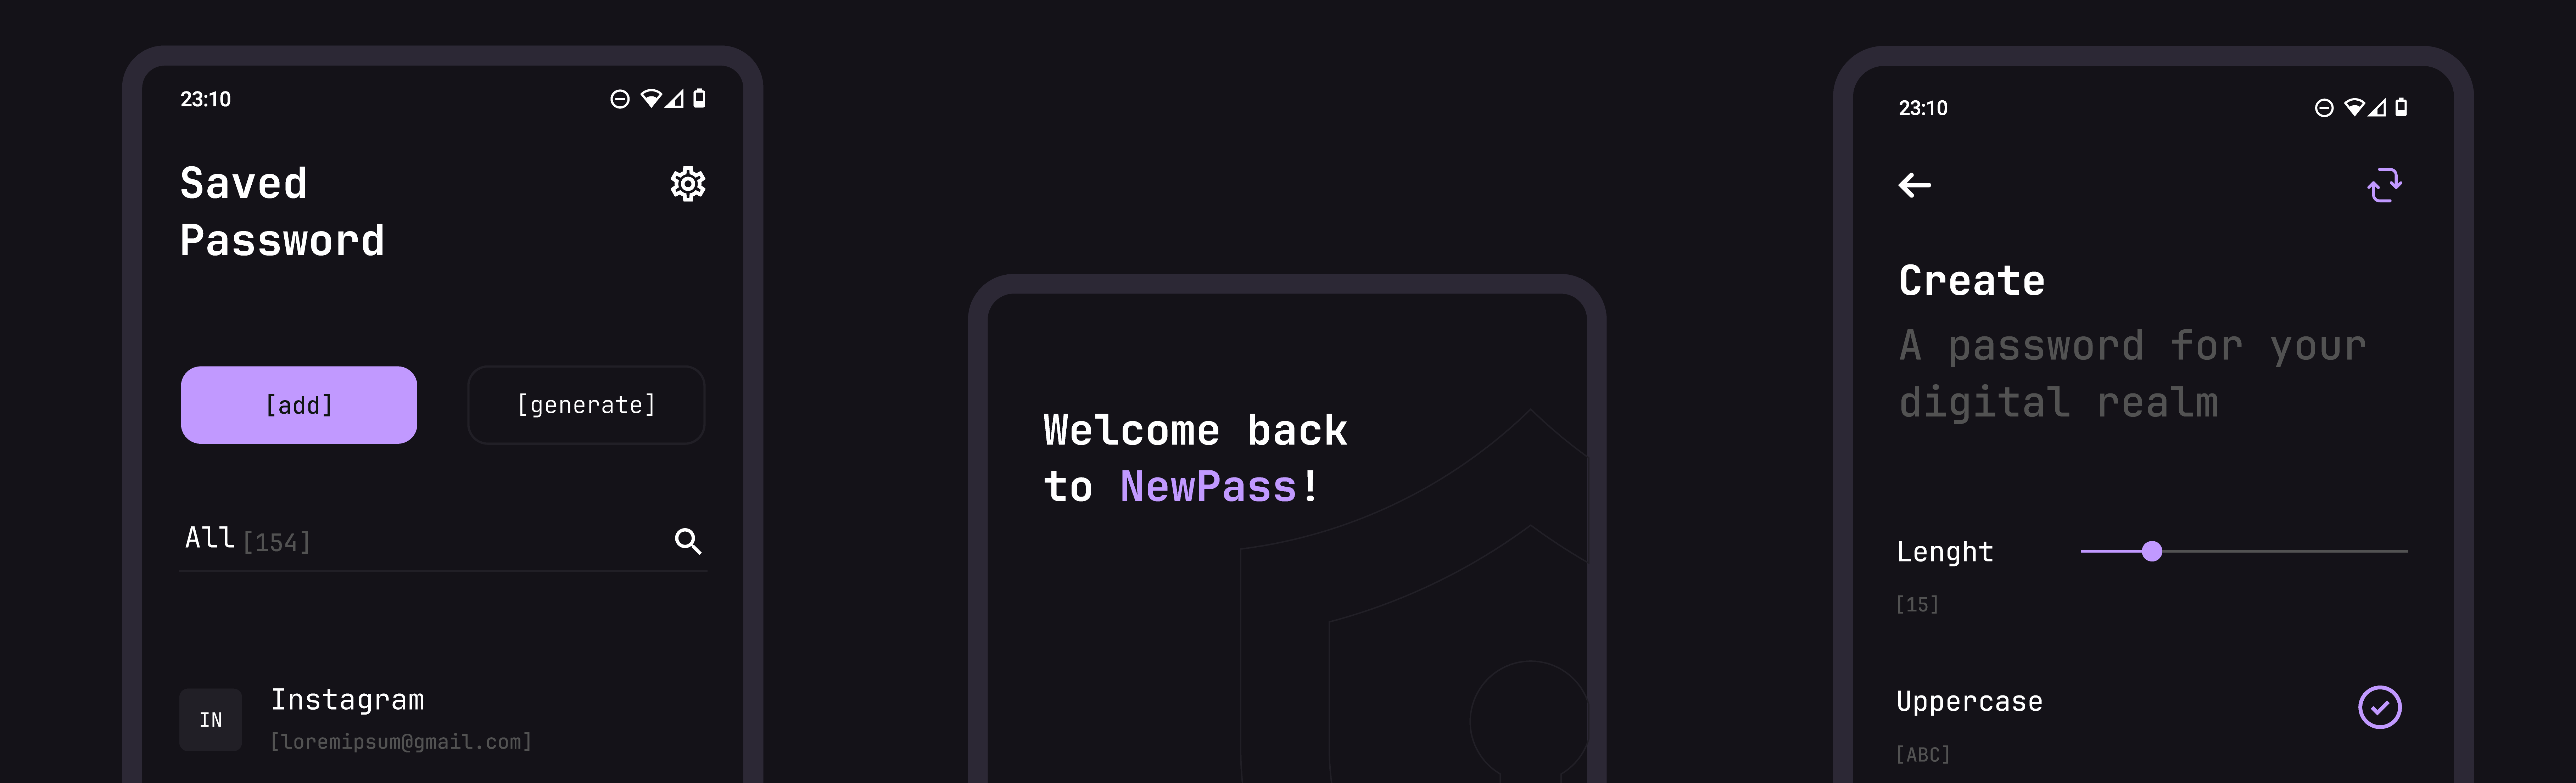 23:10
Saved
Password
[add]
[generate]
All [154]
IN
Instagram
[loremipsum@gmail.com]
Welcome back
to NewPass!
23:10
Create
A password for your
digital realm
Lenght
[15]
Uppercase
[ABC]